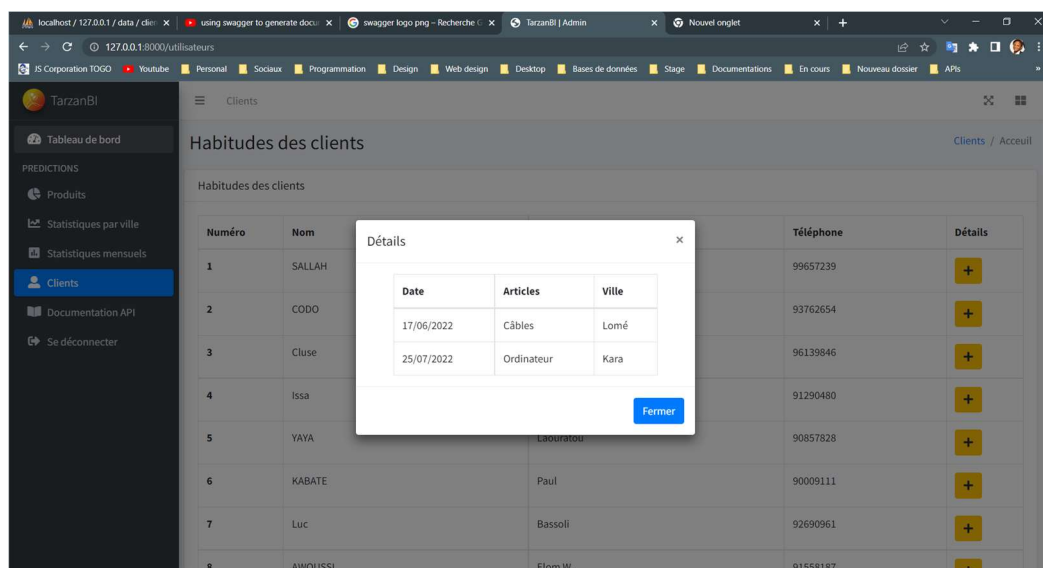 localhost / 127.0.0.1 / data / clien
using swagger to generate docu
swagger logo png – Recherche G
TarzanBI | Admin
Nouvel onglet
127.0.0.1:8000/utilisateurs
JS Corporation TOGO Youtube Personal Sociaux Programmation Design Web design Desktop Bases de données Stage Documentations En cours Nouveau dossier APIs »
TarzanBI
Tableau de bord
PREDICTIONS
Produits
Statistiques par ville
Statistiques mensuels
Clients
Documentation API
Se déconnecter
Clients
Habitudes des clients
Clients / Acceuil
Habitudes des clients
Numéro Nom Téléphone Détails
1 SALLAH 99657239
2 CODO 93762654
3 Cluse 96139846
4 Issa 91290480
5 YAYA Laouratou 90857828
6 KABATE Paul 90009111
7 Luc Bassoli 92690961
8 AWOUSSI Elom W 91558187
Détails
Date Articles Ville
17/06/2022 Câbles Lomé
25/07/2022 Ordinateur Kara
Fermer